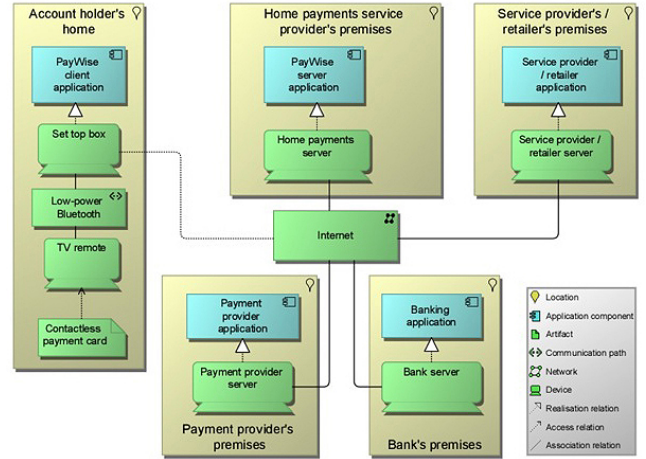 Account holder's
home
PayWise
client
application
Set top box
Low-power
Bluetooth
TV remote
Contactless
payment card
Home payments service
provider's premises
PayWise
server
application
Home payments
server
Service provider's /
retailer's premises
Service provider
/ retailer
application
Service provider /
retailer server
Internet
Payment
provider
application
Payment provider
server
Payment provider's
premises
Banking
application
Bank server
Bank's premises
Location
Application component
Artifact
Communication path
Network
Device
Realisation relation
Access relation
Association relation